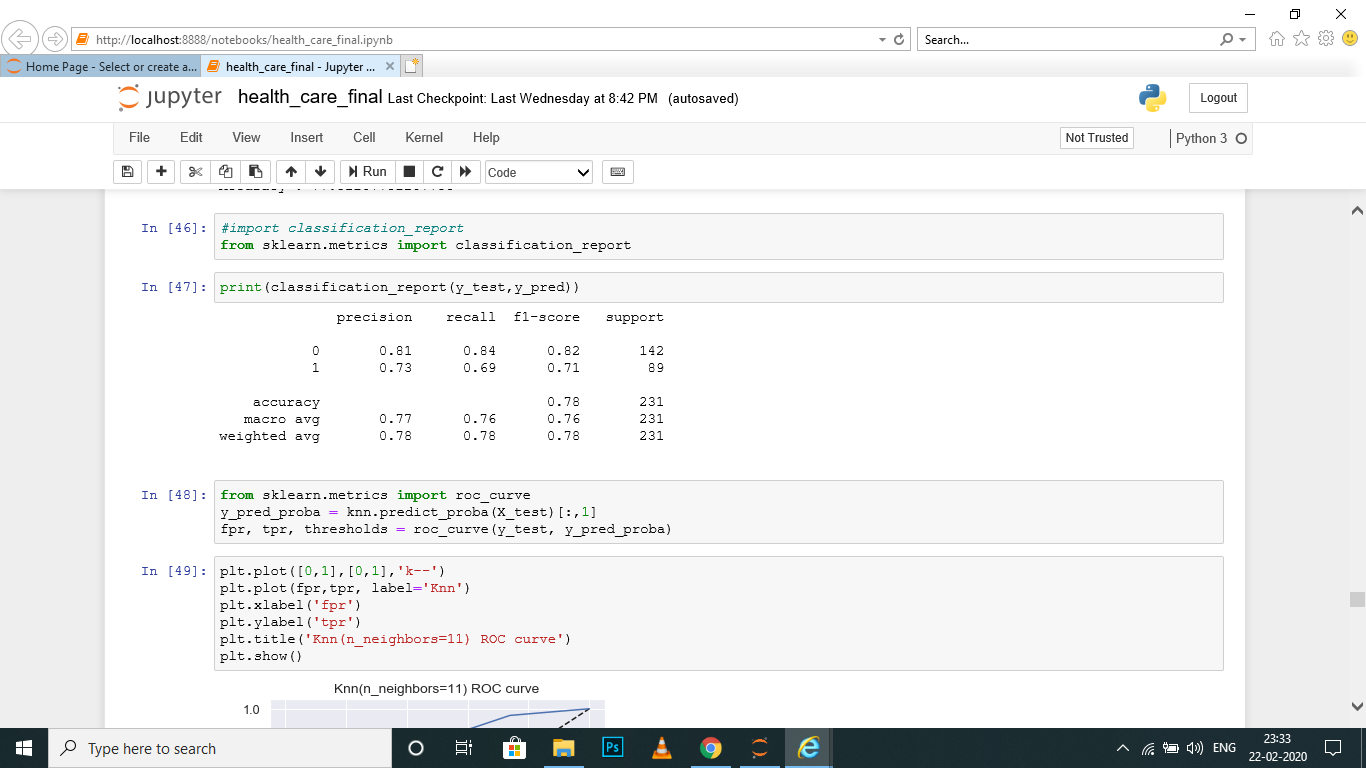 http://localhost:8888/notebooks/health_care_final.ipynb
Search...
Home Page - Select or create a...
health_care_final - Jupyter ...
jupyter health_care_final Last Checkpoint: Last Wednesday at 8:42 PM (autosaved)
Logout
File Edit View Insert Cell Kernel Help
Not Trusted
Python 3
Run
Code
In [46]:
#import classification_report
from sklearn.metrics import classification_report
In [47]:
print(classification_report(y_test,y_pred))
precision recall f1-score support
0 0.81 0.84 0.82 142
1 0.73 0.69 0.71 89
accuracy 0.78 231
macro avg 0.77 0.76 0.76 231
weighted avg 0.78 0.78 0.78 231
In [48]:
from sklearn.metrics import roc_curve
y_pred_proba = knn.predict_proba(X_test)[:,1]
fpr, tpr, thresholds = roc_curve(y_test, y_pred_proba)
In [49]:
plt.plot([0,1],[0,1],'k--')
plt.plot(fpr,tpr, label='Knn')
plt.xlabel('fpr')
plt.ylabel('tpr')
plt.title('Knn(n_neighbors=11) ROC curve')
plt.show()
Knn(n_neighbors=11) ROC curve
1.0
Type here to search
Ps
ENG
23:33
22-02-2020